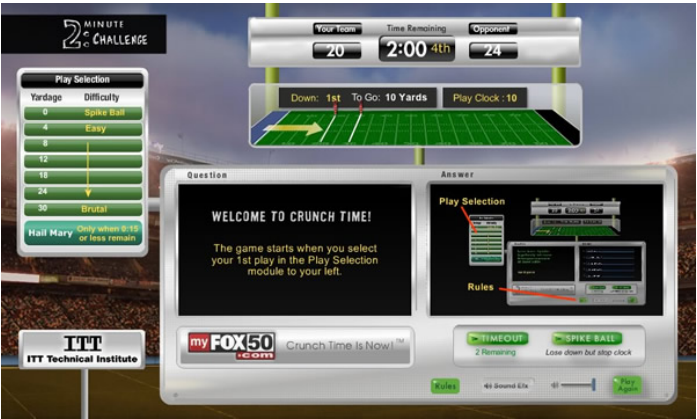 2 MINUTE
: CHALLENGE
Your Team
Time Remaining
Opponent
20
2:00 4th
24
Play Selection
Yardage Difficulty
0 Spike Ball
4 Easy
8
12
18
24
30 Brutal
Hail Mary Only when 0:15
or less remain
Down: 1st To Go: 10 Yards
Play Clock : 10
Question
WELCOME TO CRUNCH TIME!
The game starts when you select
your 1st play in the Play Selection
module to your left.
Answer
Play Selection
Rules
my FOX50
.com
Crunch Time Is Now! TM
TIMEOUT
2 Remaining
SPIKE BALL
Lose down but stop clock
Rules
Sound Efx
Play
Again
ITT
ITT Technical Institute